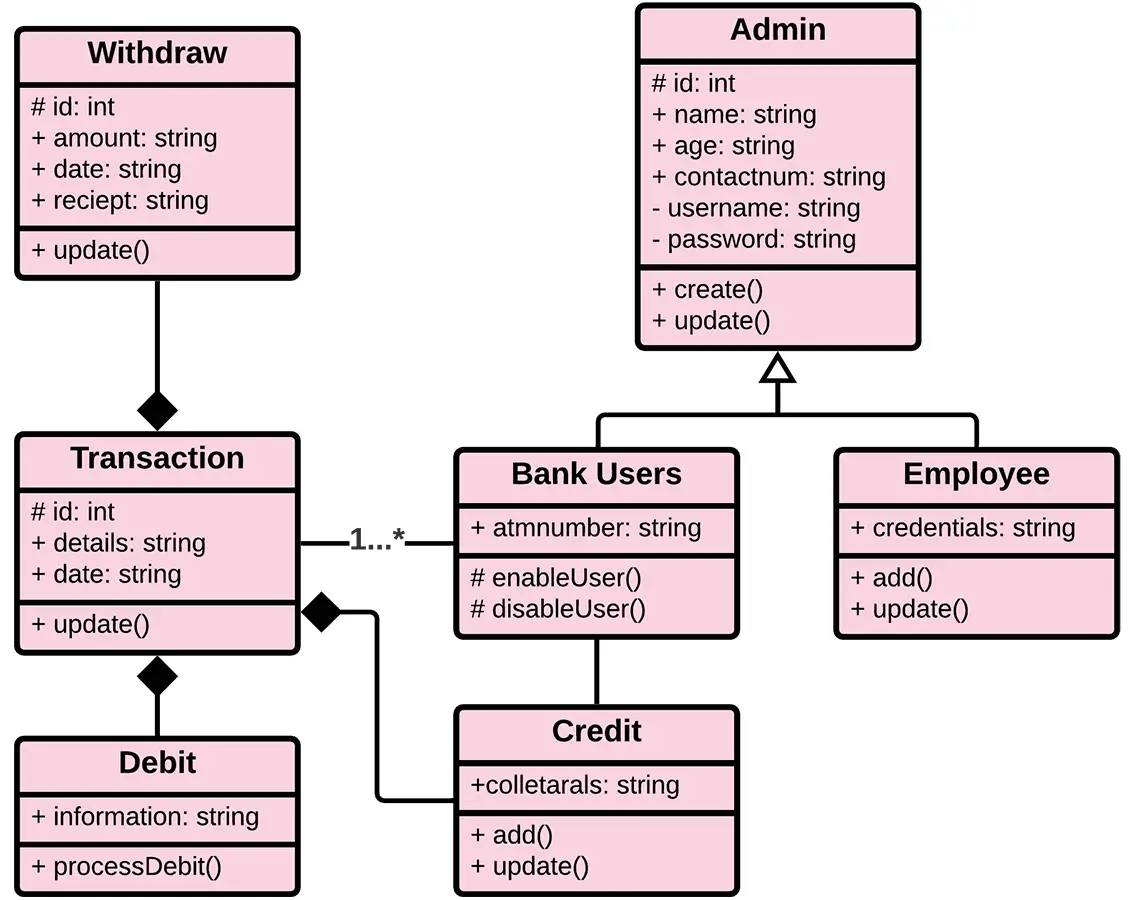 Withdraw
# id: int
+ amount: string
+ date: string
+ reciept: string
+ update()
Admin
# id: int
+ name: string
+ age: string
+ contactnum: string
- username: string
- password: string
+ create()
+ update()
Transaction
# id: int
+ details: string
+ date: string
+ update()
1...*
Bank Users
+ atmnumber: string
# enableUser()
# disableUser()
Employee
+ credentials: string
+ add()
+ update()
Debit
+ information: string
+ processDebit()
Credit
+colletarals: string
+ add()
+ update()